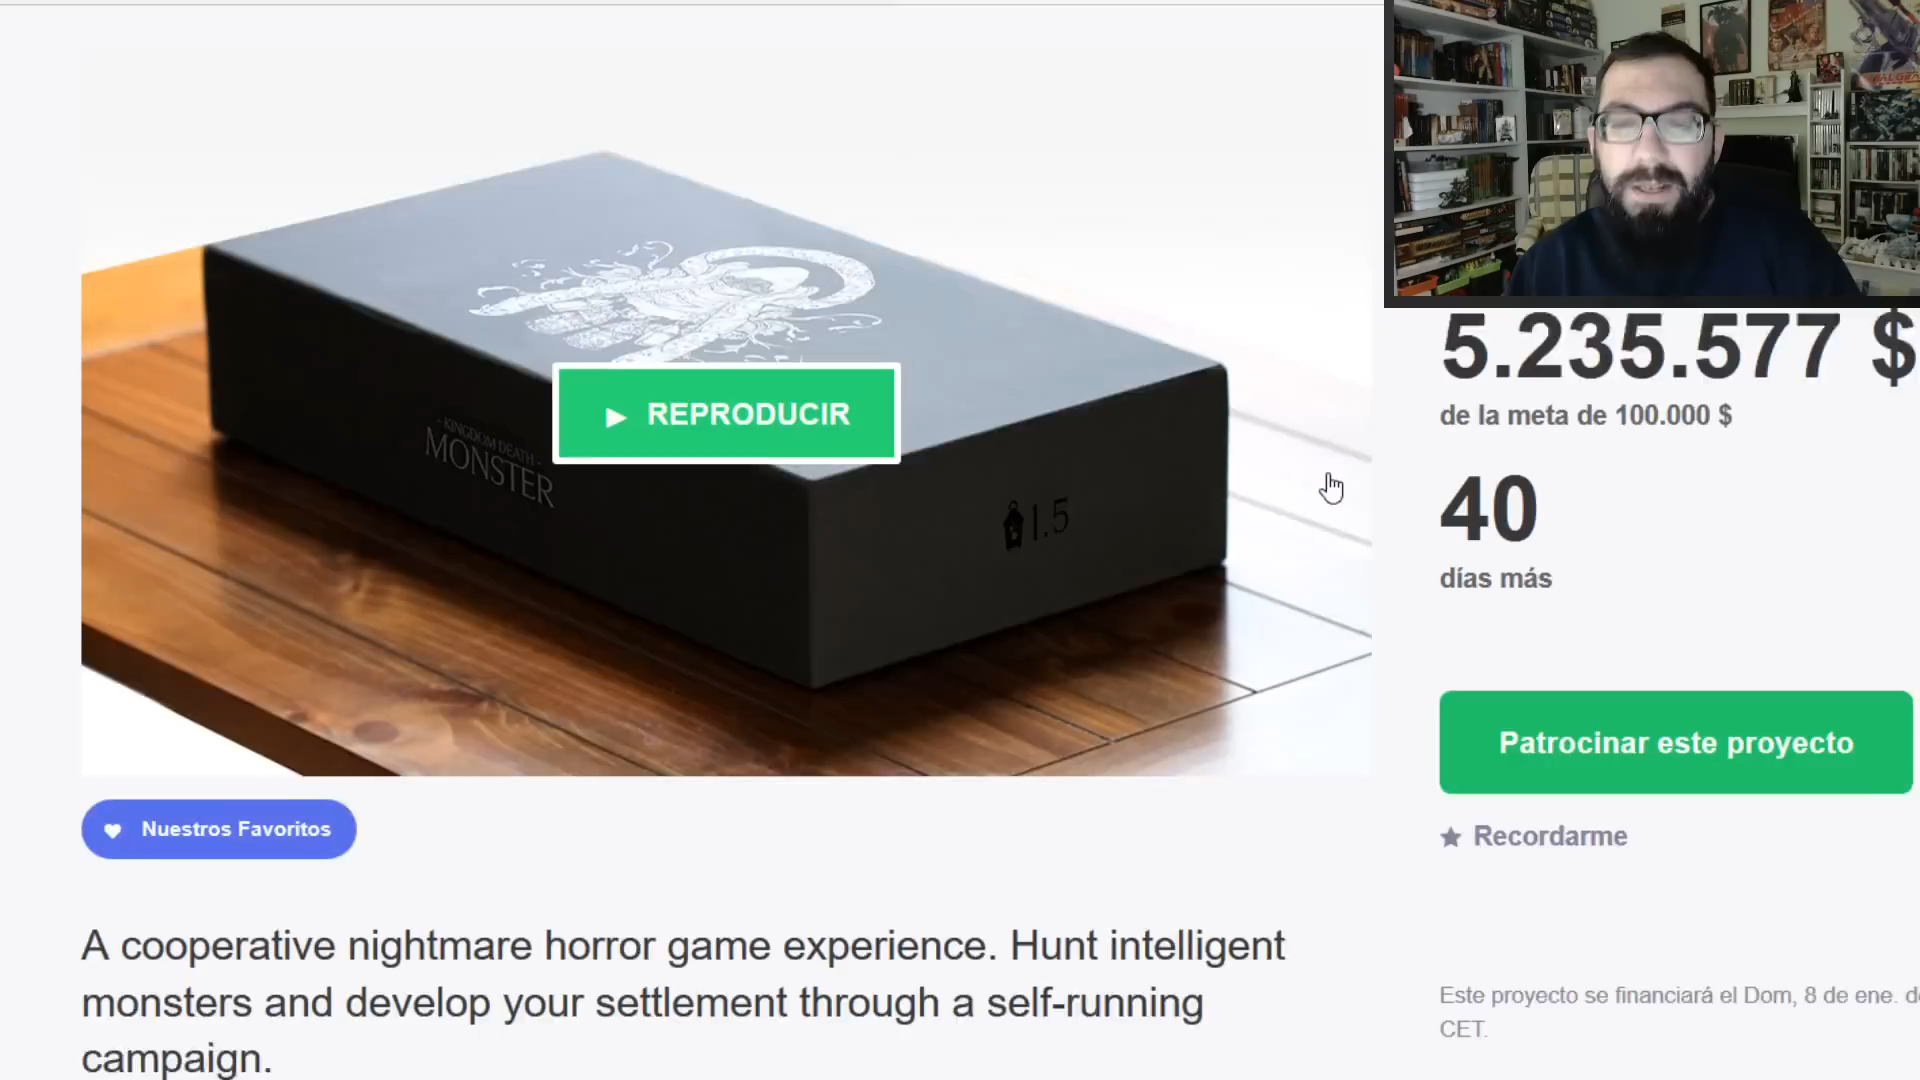 - KINGDOM DEATH -
MONSTER
1.5
▶ REPRODUCIR
5.235.577 $
de la meta de 100.000 $
40
días más
Patrocinar este proyecto
Recordarme
Nuestros Favoritos
A cooperative nightmare horror game experience. Hunt intelligent
monsters and develop your settlement through a self-running
campaign.
Este proyecto se financiará el Dom, 8 de ene.
CET.